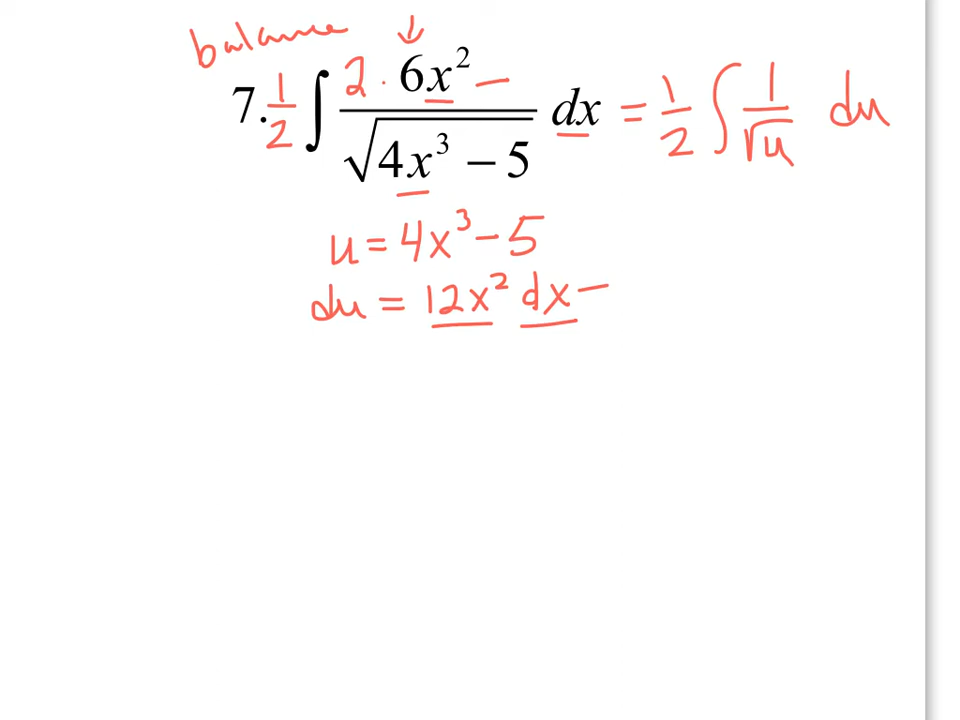 balance
7. 1/2 ∫ 2 · 6x² / √(4x³ − 5) dx = 1/2 ∫ 1/√u du
u = 4x³ − 5
du = 12x² dx